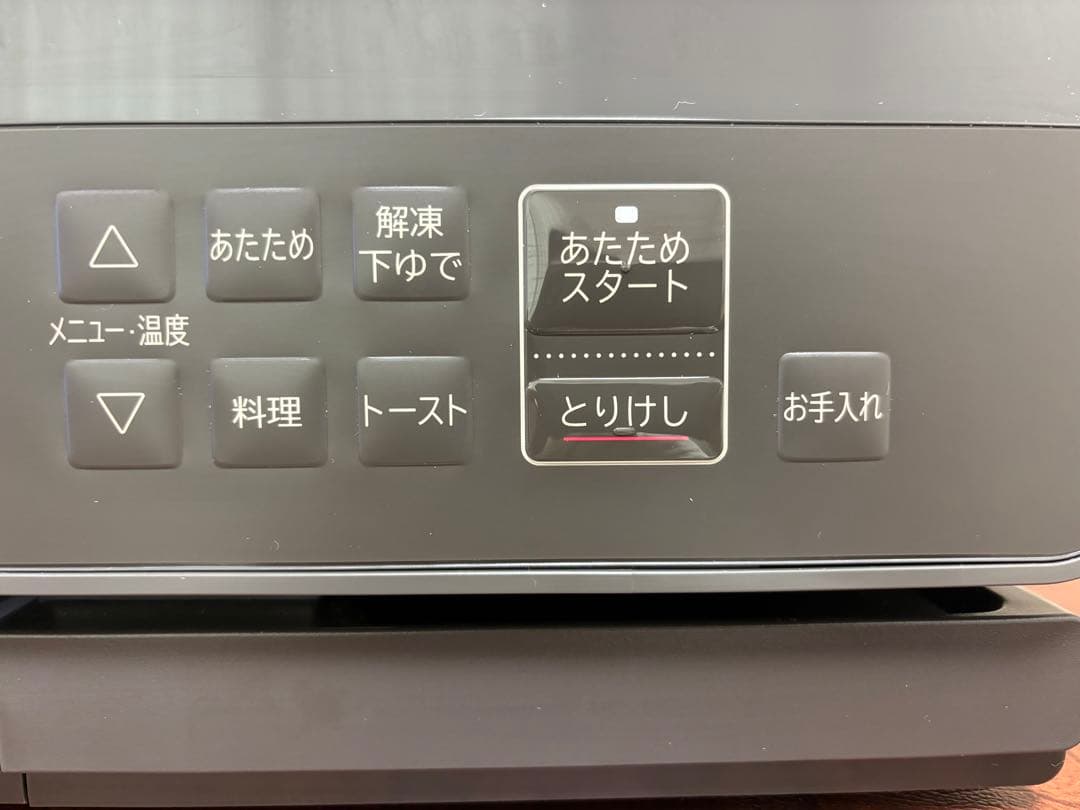 △
あたため
解凍
下ゆで
あたため
スタート
メニュー・温度
▽
料理
トースト
とりけし
お手入れ